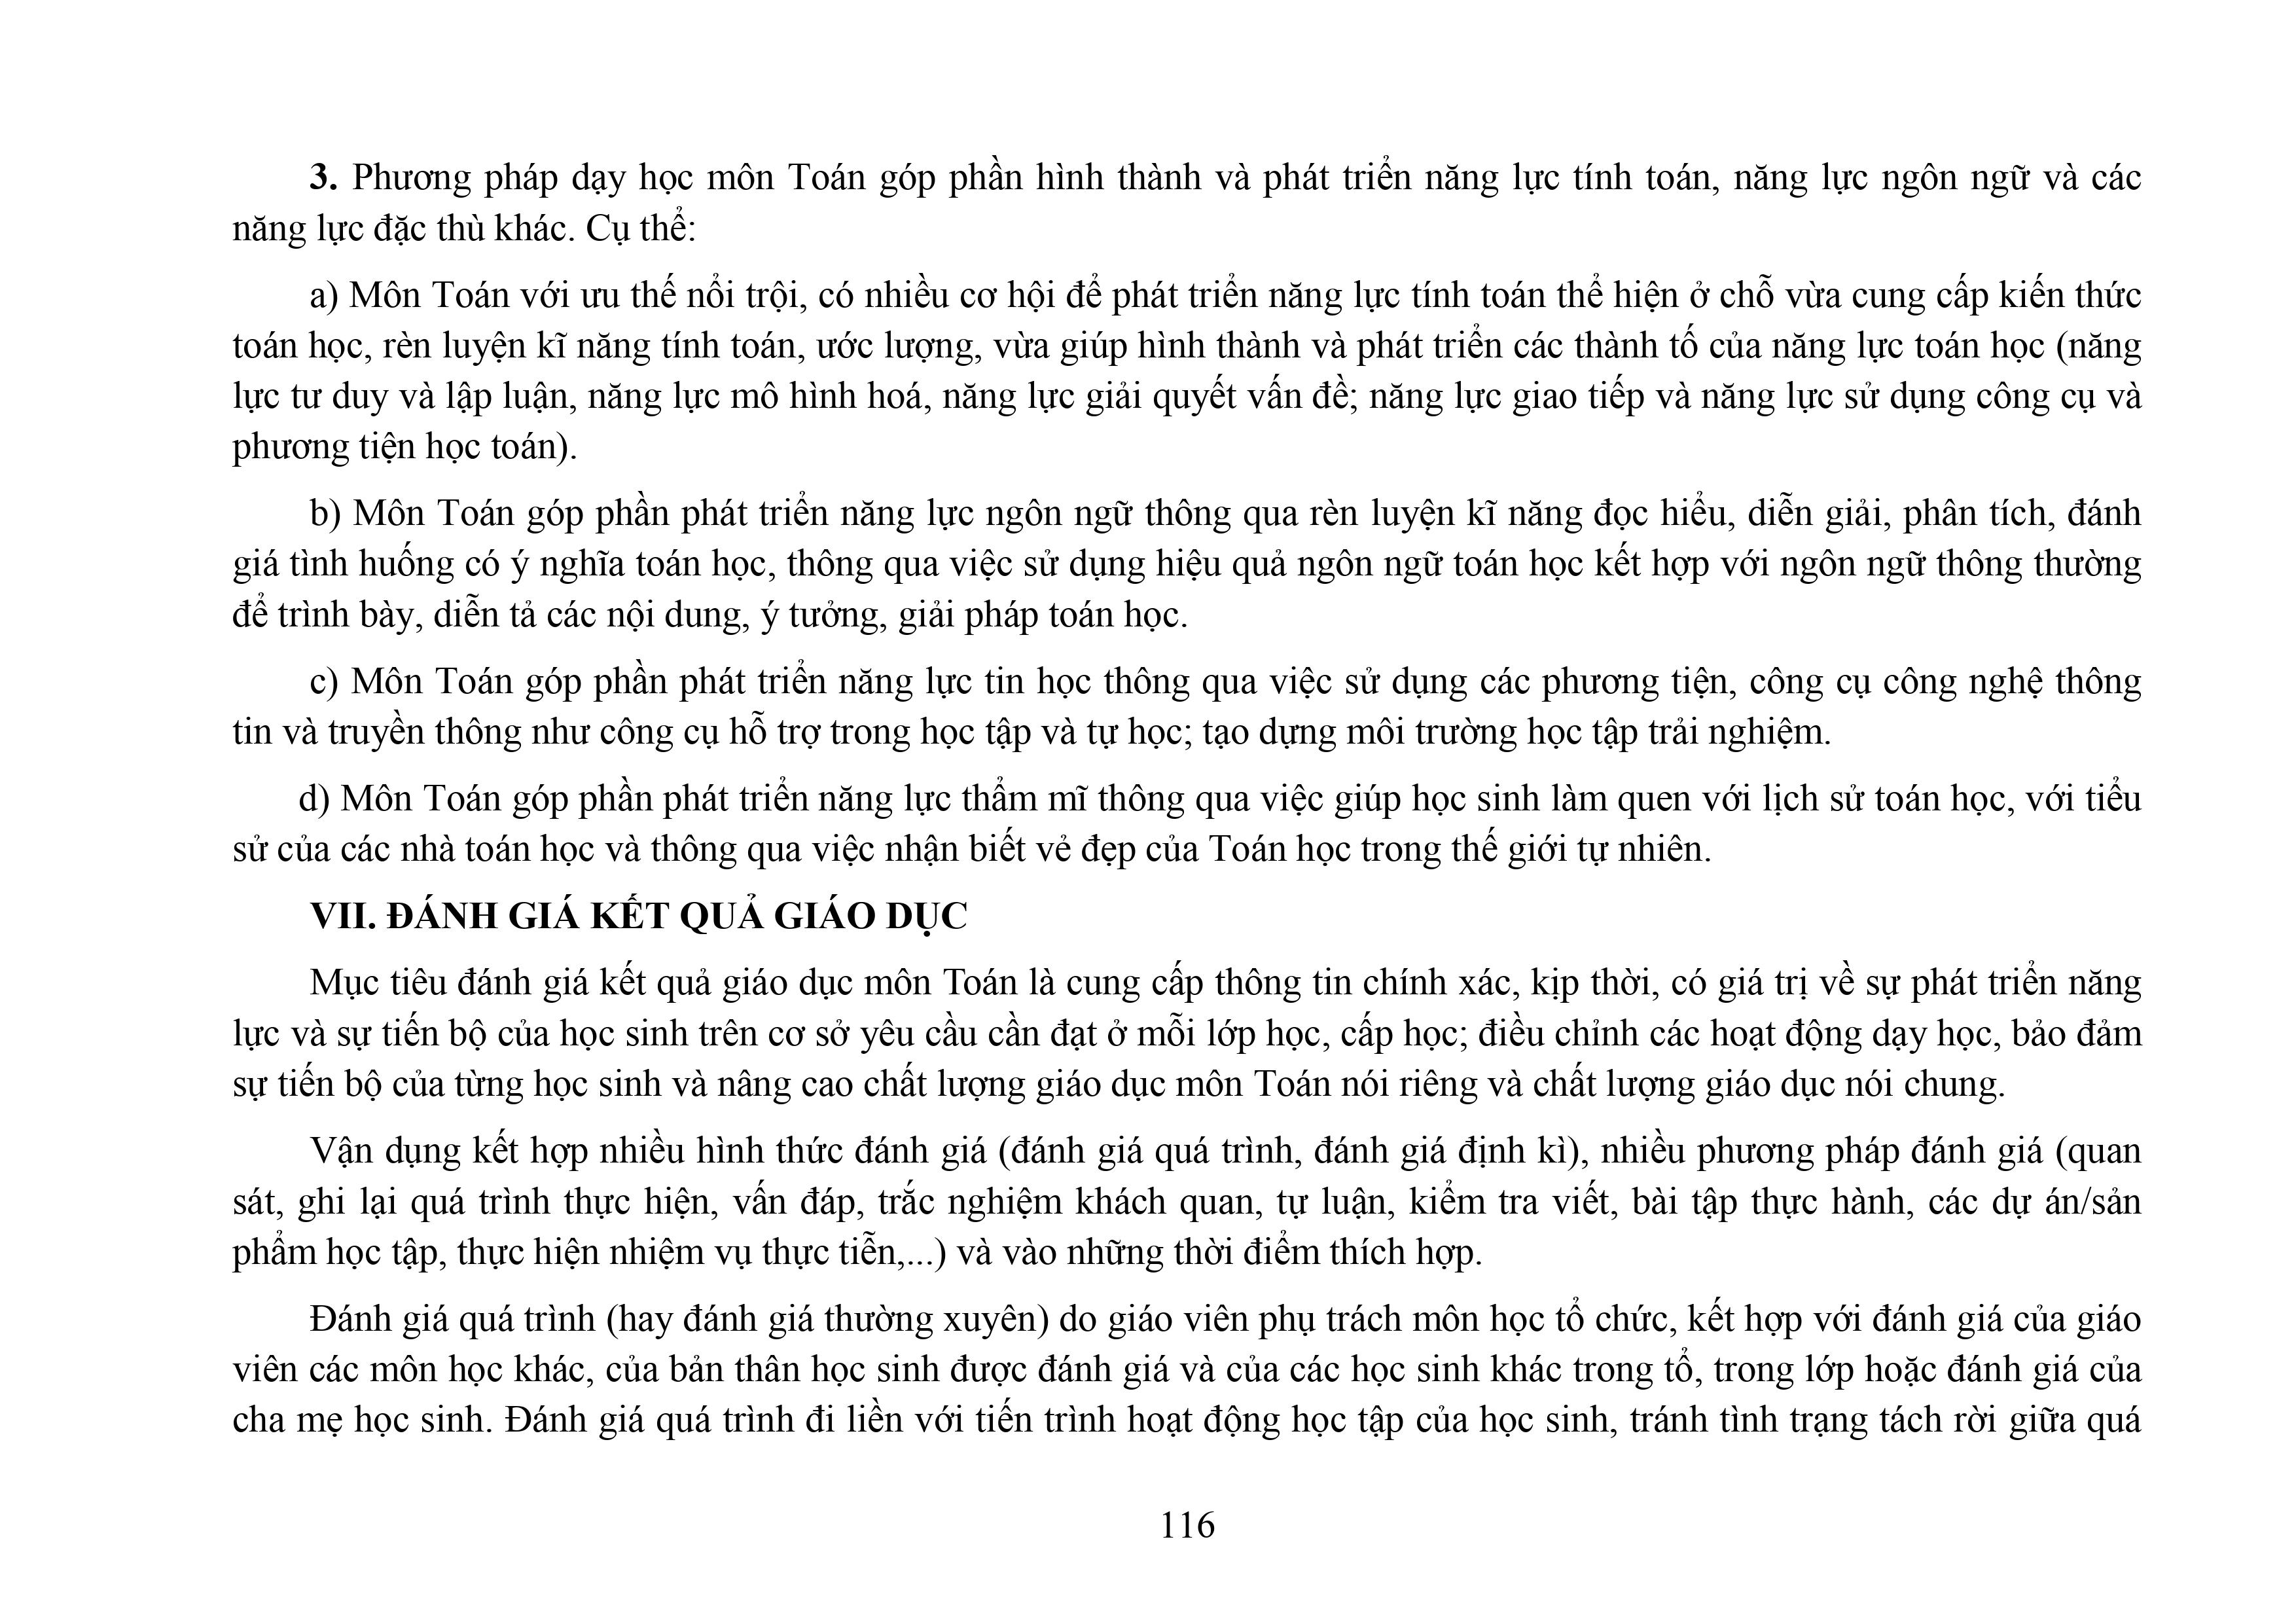 3. Phương pháp dạy học môn Toán góp phần hình thành và phát triển năng lực tính toán, năng lực ngôn ngữ và các
năng lực đặc thù khác. Cụ thể:
a) Môn Toán với ưu thế nổi trội, có nhiều cơ hội để phát triển năng lực tính toán thể hiện ở chỗ vừa cung cấp kiến thức
toán học, rèn luyện kĩ năng tính toán, ước lượng, vừa giúp hình thành và phát triển các thành tố của năng lực toán học (năng
lực tư duy và lập luận, năng lực mô hình hoá, năng lực giải quyết vấn đề; năng lực giao tiếp và năng lực sử dụng công cụ và
phương tiện học toán).
b) Môn Toán góp phần phát triển năng lực ngôn ngữ thông qua rèn luyện kĩ năng đọc hiểu, diễn giải, phân tích, đánh
giá tình huống có ý nghĩa toán học, thông qua việc sử dụng hiệu quả ngôn ngữ toán học kết hợp với ngôn ngữ thông thường
để trình bày, diễn tả các nội dung, ý tưởng, giải pháp toán học.
c) Môn Toán góp phần phát triển năng lực tin học thông qua việc sử dụng các phương tiện, công cụ công nghệ thông
tin và truyền thông như công cụ hỗ trợ trong học tập và tự học; tạo dựng môi trường học tập trải nghiệm.
d) Môn Toán góp phần phát triển năng lực thẩm mĩ thông qua việc giúp học sinh làm quen với lịch sử toán học, với tiểu
sử của các nhà toán học và thông qua việc nhận biết vẻ đẹp của Toán học trong thế giới tự nhiên.
VII. ĐÁNH GIÁ KẾT QUẢ GIÁO DỤC
Mục tiêu đánh giá kết quả giáo dục môn Toán là cung cấp thông tin chính xác, kịp thời, có giá trị về sự phát triển năng
lực và sự tiến bộ của học sinh trên cơ sở yêu cầu cần đạt ở mỗi lớp học, cấp học; điều chỉnh các hoạt động dạy học, bảo đảm
sự tiến bộ của từng học sinh và nâng cao chất lượng giáo dục môn Toán nói riêng và chất lượng giáo dục nói chung.
Vận dụng kết hợp nhiều hình thức đánh giá (đánh giá quá trình, đánh giá định kì), nhiều phương pháp đánh giá (quan
sát, ghi lại quá trình thực hiện, vấn đáp, trắc nghiệm khách quan, tự luận, kiểm tra viết, bài tập thực hành, các dự án/sản
phẩm học tập, thực hiện nhiệm vụ thực tiễn,...) và vào những thời điểm thích hợp.
Đánh giá quá trình (hay đánh giá thường xuyên) do giáo viên phụ trách môn học tổ chức, kết hợp với đánh giá của giáo
viên các môn học khác, của bản thân học sinh được đánh giá và của các học sinh khác trong tổ, trong lớp hoặc đánh giá của
cha mẹ học sinh. Đánh giá quá trình đi liền với tiến trình hoạt động học tập của học sinh, tránh tình trạng tách rời giữa quá
116